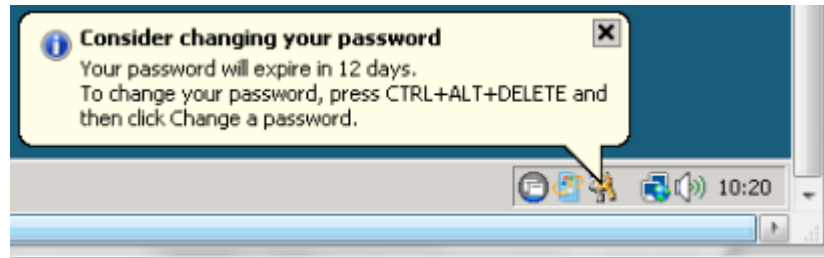 Consider changing your password
Your password will expire in 12 days.
To change your password, press CTRL+ALT+DELETE and
then click Change a password.
10:20